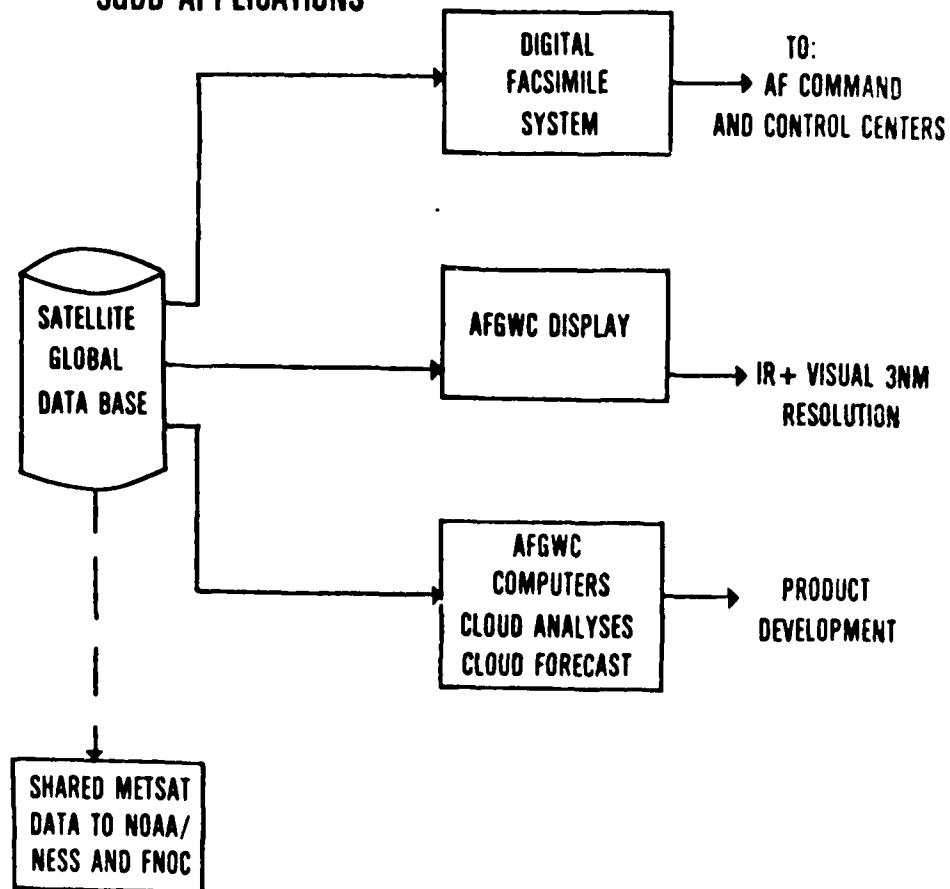 APPLICATIONS
DIGITAL
FACSIMILE
SYSTEM
TO:
AF COMMAND
AND CONTROL CENTERS
SATELLITE
GLOBAL
DATA BASE
AFGWC DISPLAY
IR + VISUAL 3NM
RESOLUTION
AFGWC
COMPUTERS
CLOUD ANALYSES
CLOUD FORECAST
PRODUCT
DEVELOPMENT
SHARED METSAT
DATA TO NOAA/
NESS AND FNOC